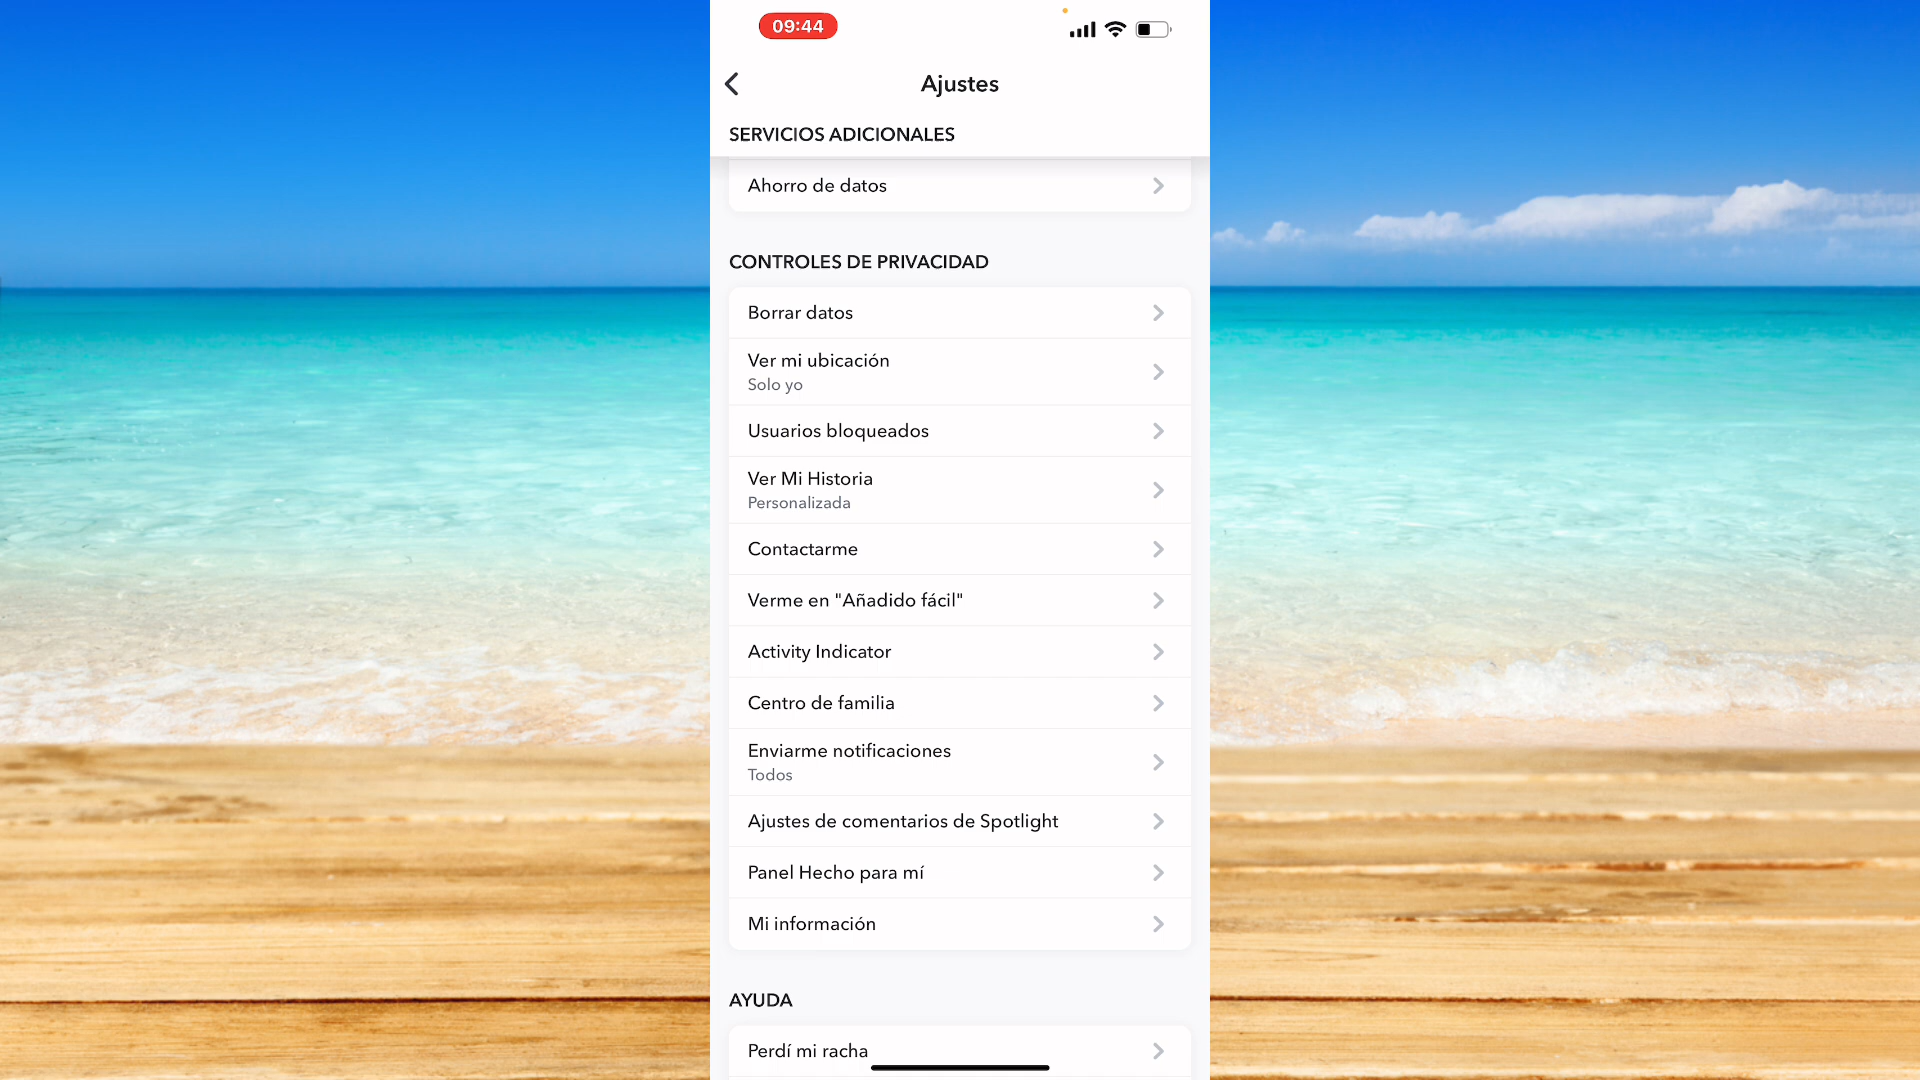 09:44
Ajustes
SERVICIOS ADICIONALES
Ahorro de datos
CONTROLES DE PRIVACIDAD
Borrar datos
Ver mi ubicación
Solo yo
Usuarios bloqueados
Ver Mi Historia
Personalizada
Contactarme
Verme en "Añadido fácil"
Activity Indicator
Centro de familia
Enviarme notificaciones
Todos
Ajustes de comentarios de Spotlight
Panel Hecho para mí
Mi información
AYUDA
Perdí mi racha